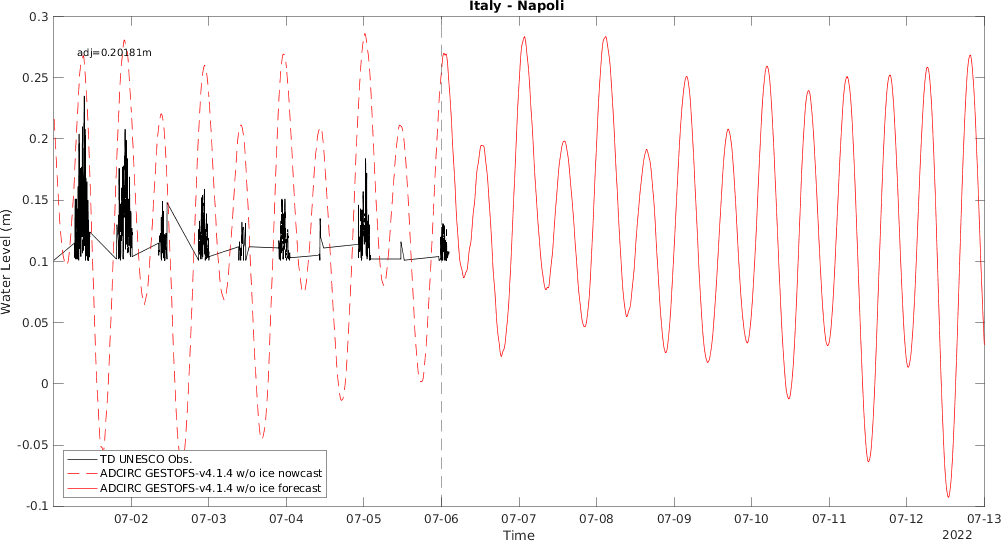 Italy - Napoli
adj=0.20181m
0.3
0.25
0.2
0.15
0.1
0.05
0
-0.05
-0.1
Water Level (m)
TD UNESCO Obs.
ADCIRC GESTOFS-v4.1.4 w/o ice nowcast
ADCIRC GESTOFS-v4.1.4 w/o ice forecast
07-02 07-03 07-04 07-05 07-06 07-07 07-08 07-09 07-10 07-11 07-12 07-13
Time
2022